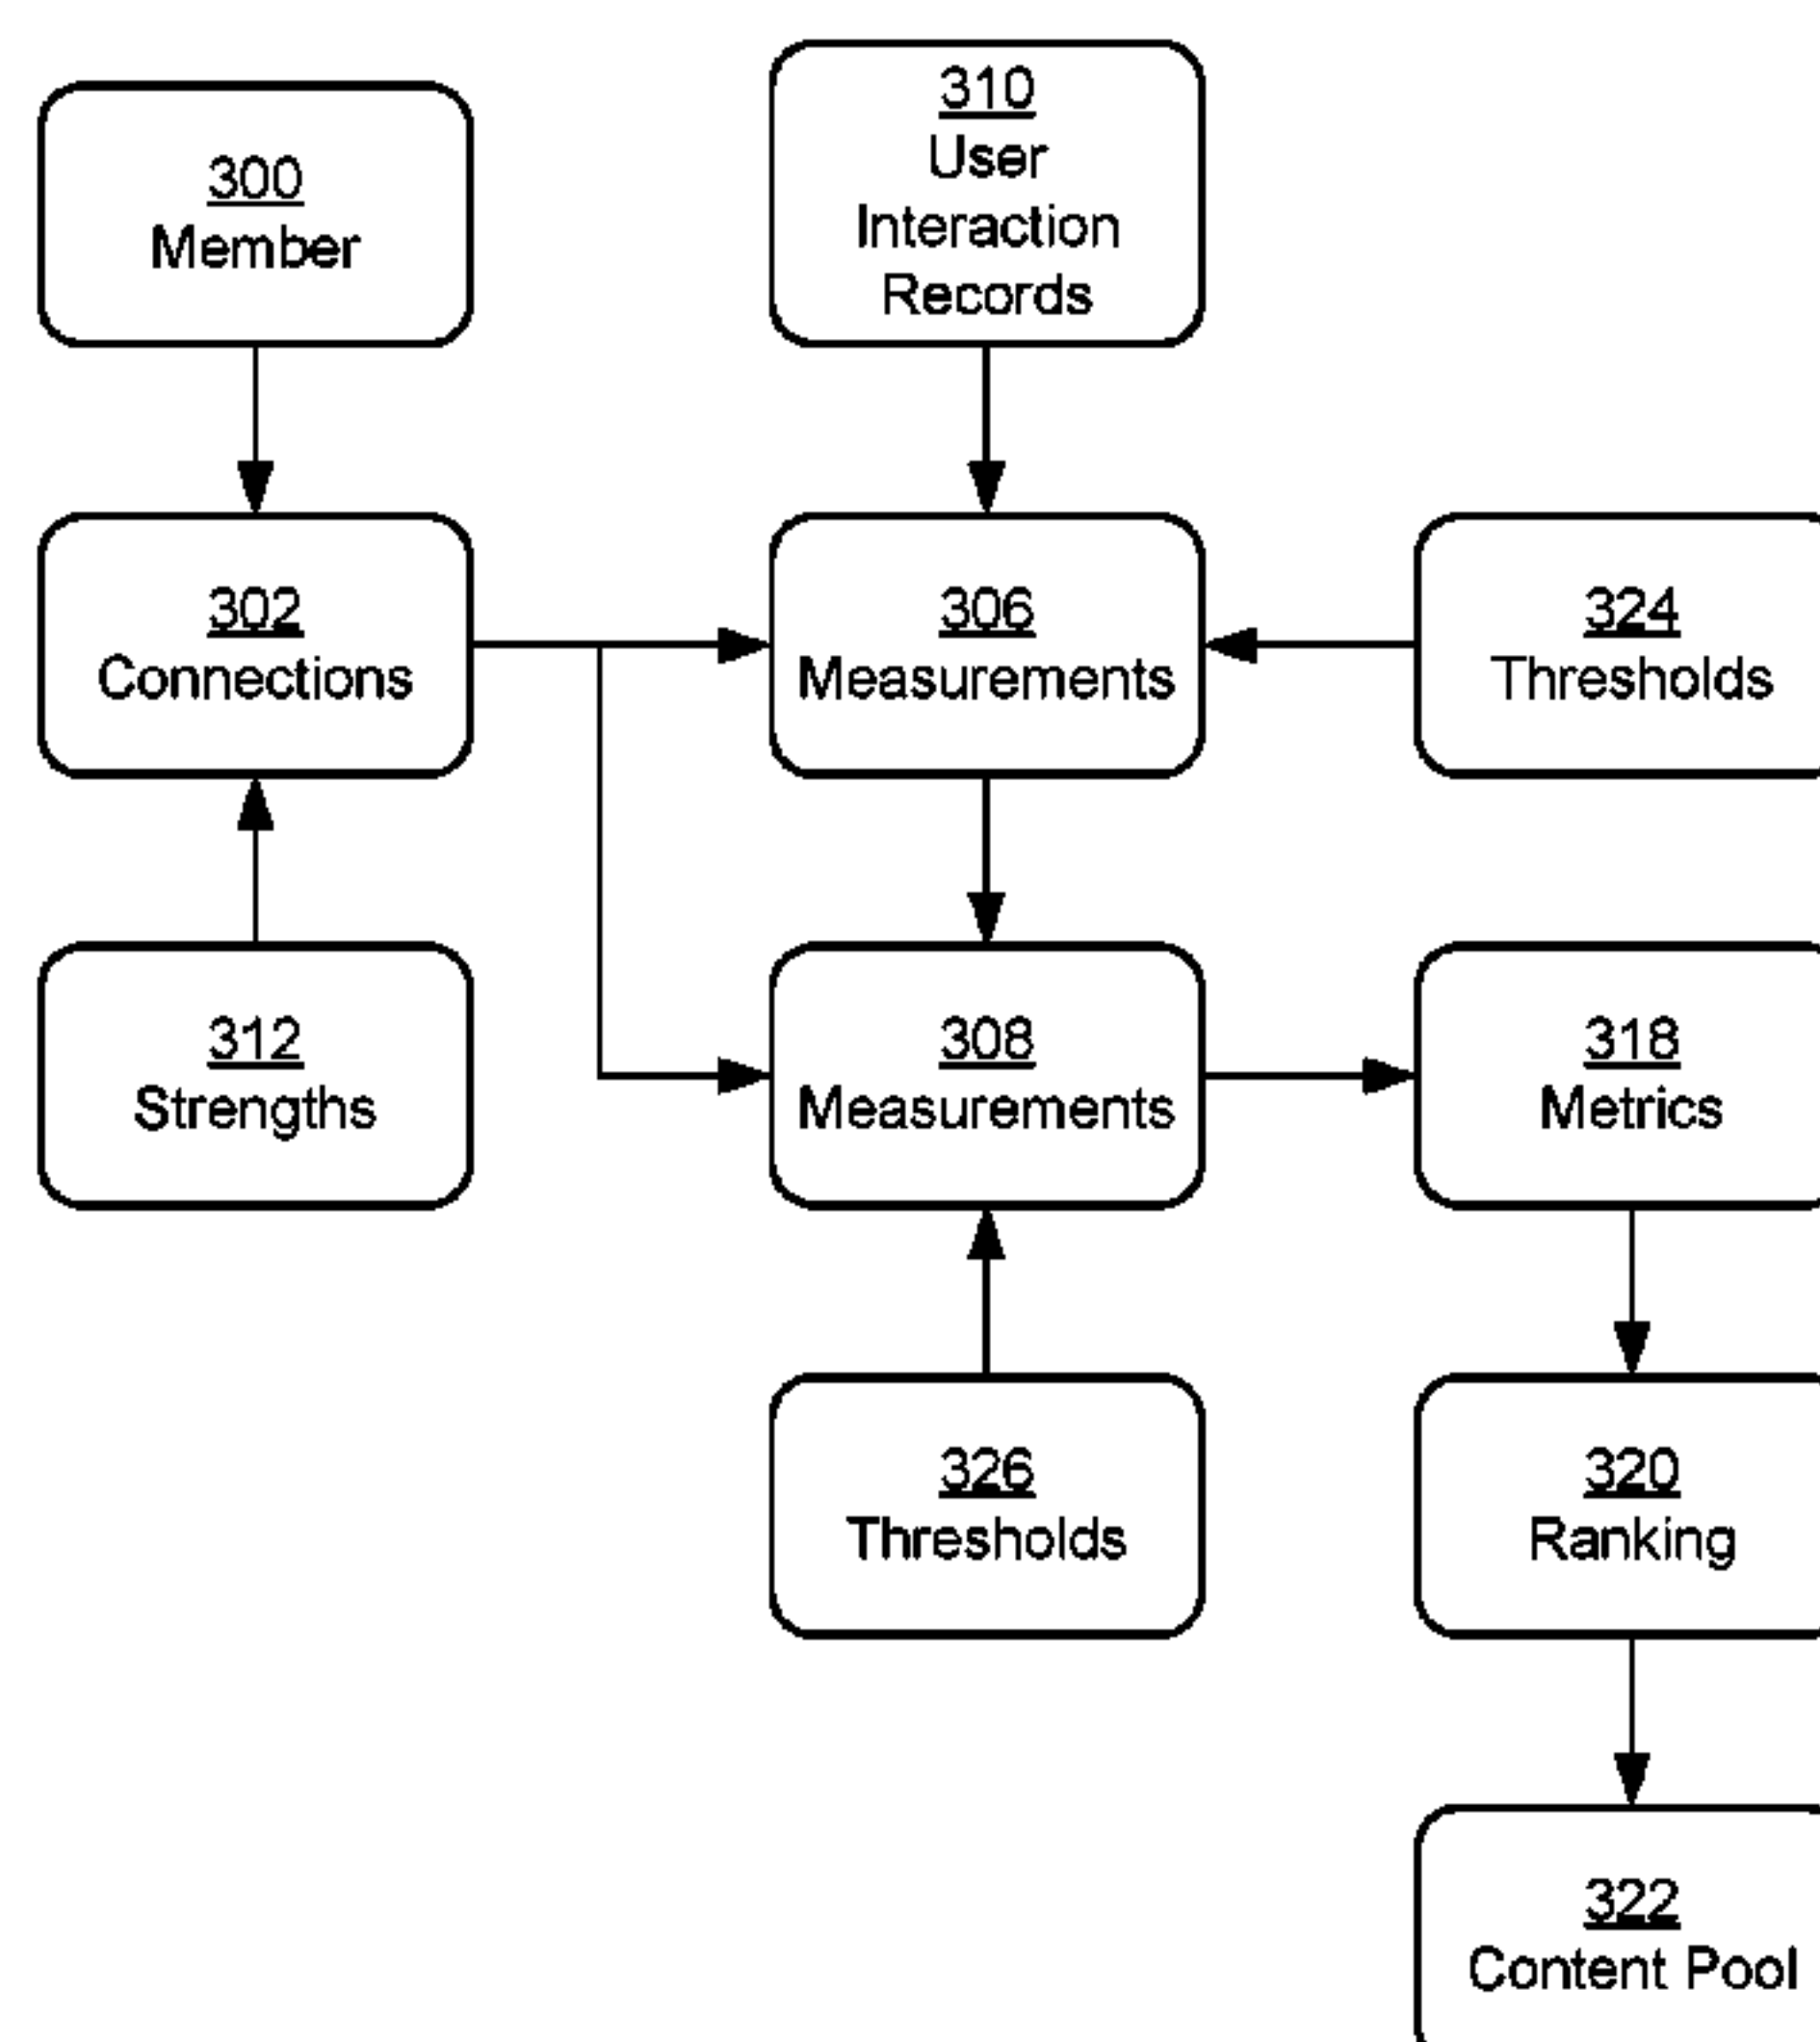 300
Member
310
User
Interaction
Records
302
Connections
306
Measurements
324
Thresholds
312
Strengths
308
Measurements
318
Metrics
326
Thresholds
320
Ranking
322
Content Pool